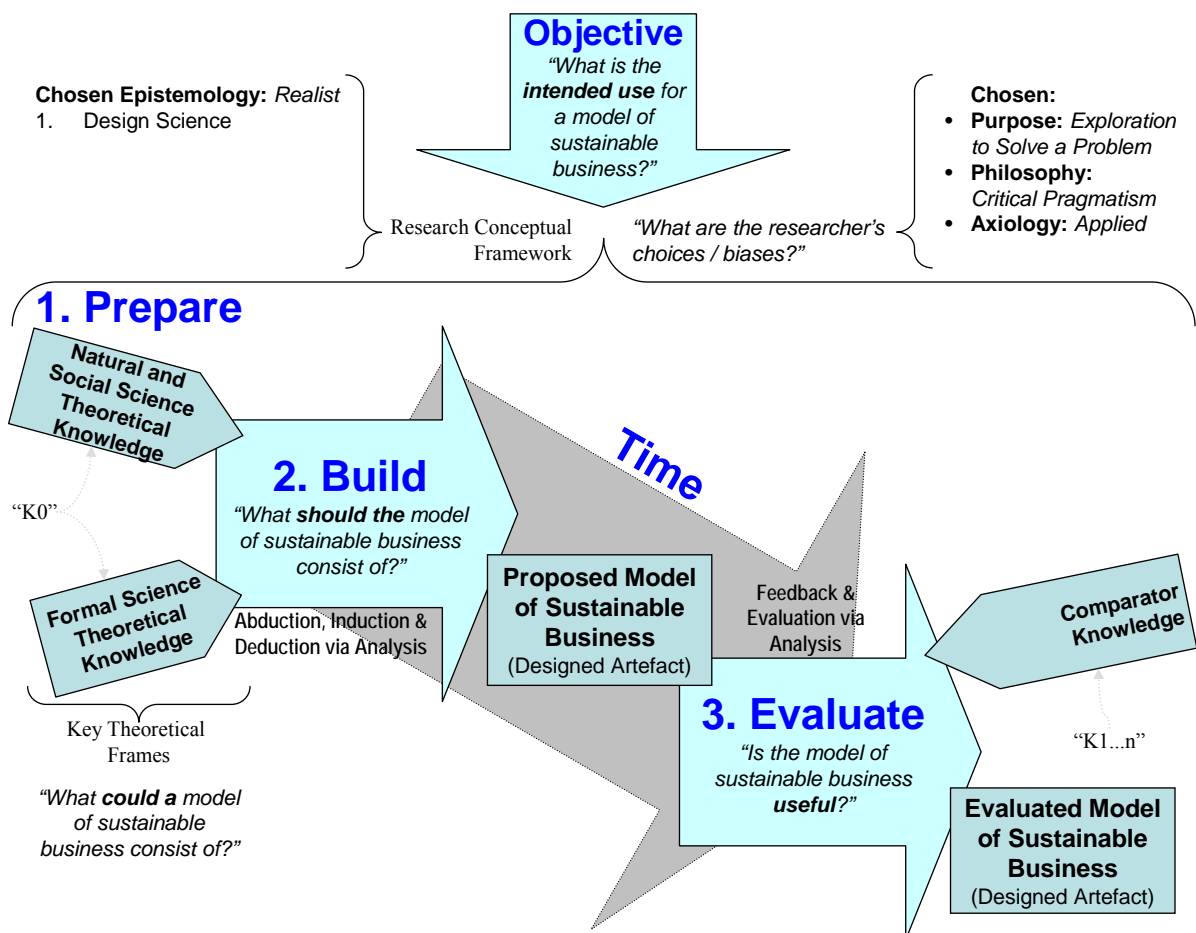 Objective
“What is the
intended use for
a model of
sustainable
business?”
Chosen Epistemology: Realist
1. Design Science
Chosen:
• Purpose: Exploration
to Solve a Problem
• Philosophy:
Critical Pragmatism
• Axiology: Applied
Research Conceptual
Framework
“What are the researcher’s
choices / biases?”
1. Prepare
Natural and
Social Science
Theoretical
Knowledge
“K0”
Formal Science
Theoretical
Knowledge
Key Theoretical
Frames
“What could a model
of sustainable
business consist of?”
2. Build
“What should the model
of sustainable business
consist of?”
Abduction, Induction &
Deduction via Analysis
Time
Proposed Model
of Sustainable
Business
(Designed Artefact)
Feedback &
Evaluation via
Analysis
Comparator
Knowledge
“K1...n”
3. Evaluate
“Is the model of
sustainable business
useful?”
Evaluated Model
of Sustainable
Business
(Designed Artefact)